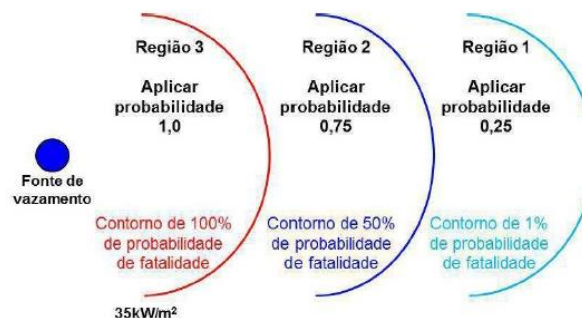 Região 3
Aplicar
probabilidade
1,0
Região 2
Aplicar
probabilidade
0,75
Região 1
Aplicar
probabilidade
0,25
Fonte de
vazamento
Contorno de 100%
de probabilidade
de fatalidade
Contorno de 50%
de probabilidade
de fatalidade
Contorno de 1%
de probabilidade
de fatalidade
35kW/m²